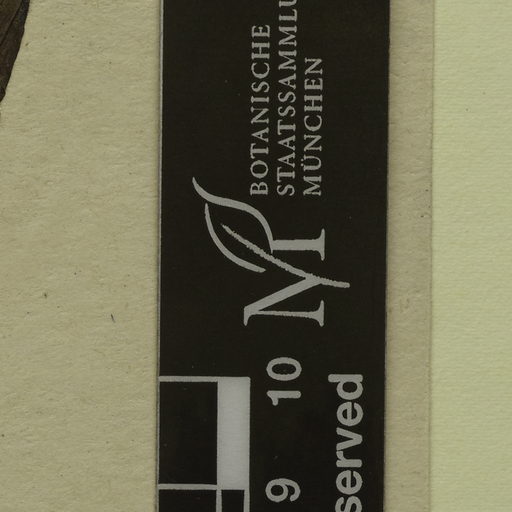 BOTANISCHE
STAATSSAMMLU
MÜNCHEN
M
9 10
served